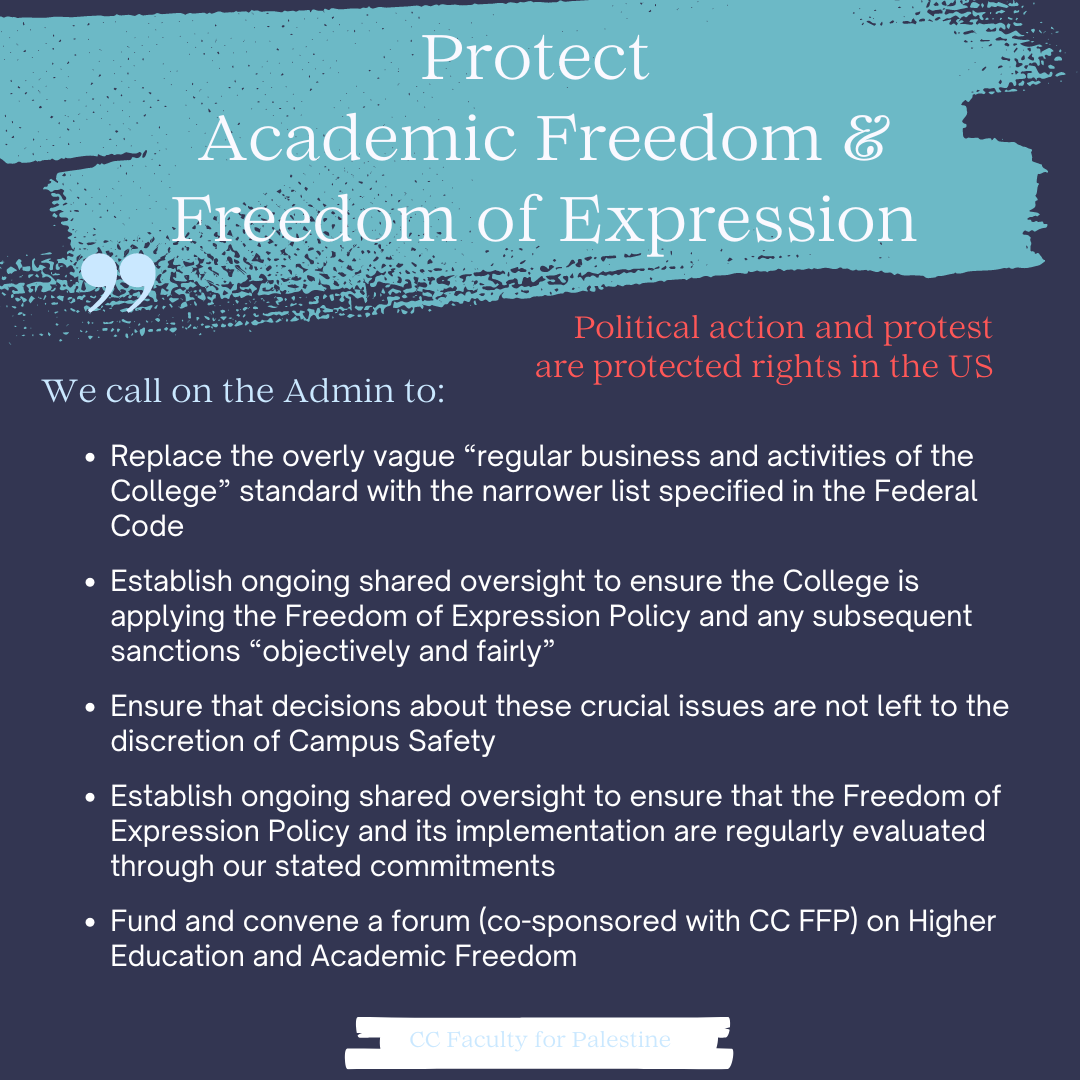 Protect
Academic Freedom &
Freedom of Expression
”
Political action and protest
are protected rights in the US
We call on the Admin to:
• Replace the overly vague “regular business and activities of the
College” standard with the narrower list specified in the Federal
Code
• Establish ongoing shared oversight to ensure the College is
applying the Freedom of Expression Policy and any subsequent
sanctions “objectively and fairly”
• Ensure that decisions about these crucial issues are not left to the
discretion of Campus Safety
• Establish ongoing shared oversight to ensure that the Freedom of
Expression Policy and its implementation are regularly evaluated
through our stated commitments
• Fund and convene a forum (co-sponsored with CC FFP) on Higher
Education and Academic Freedom
CC Faculty for Palestine